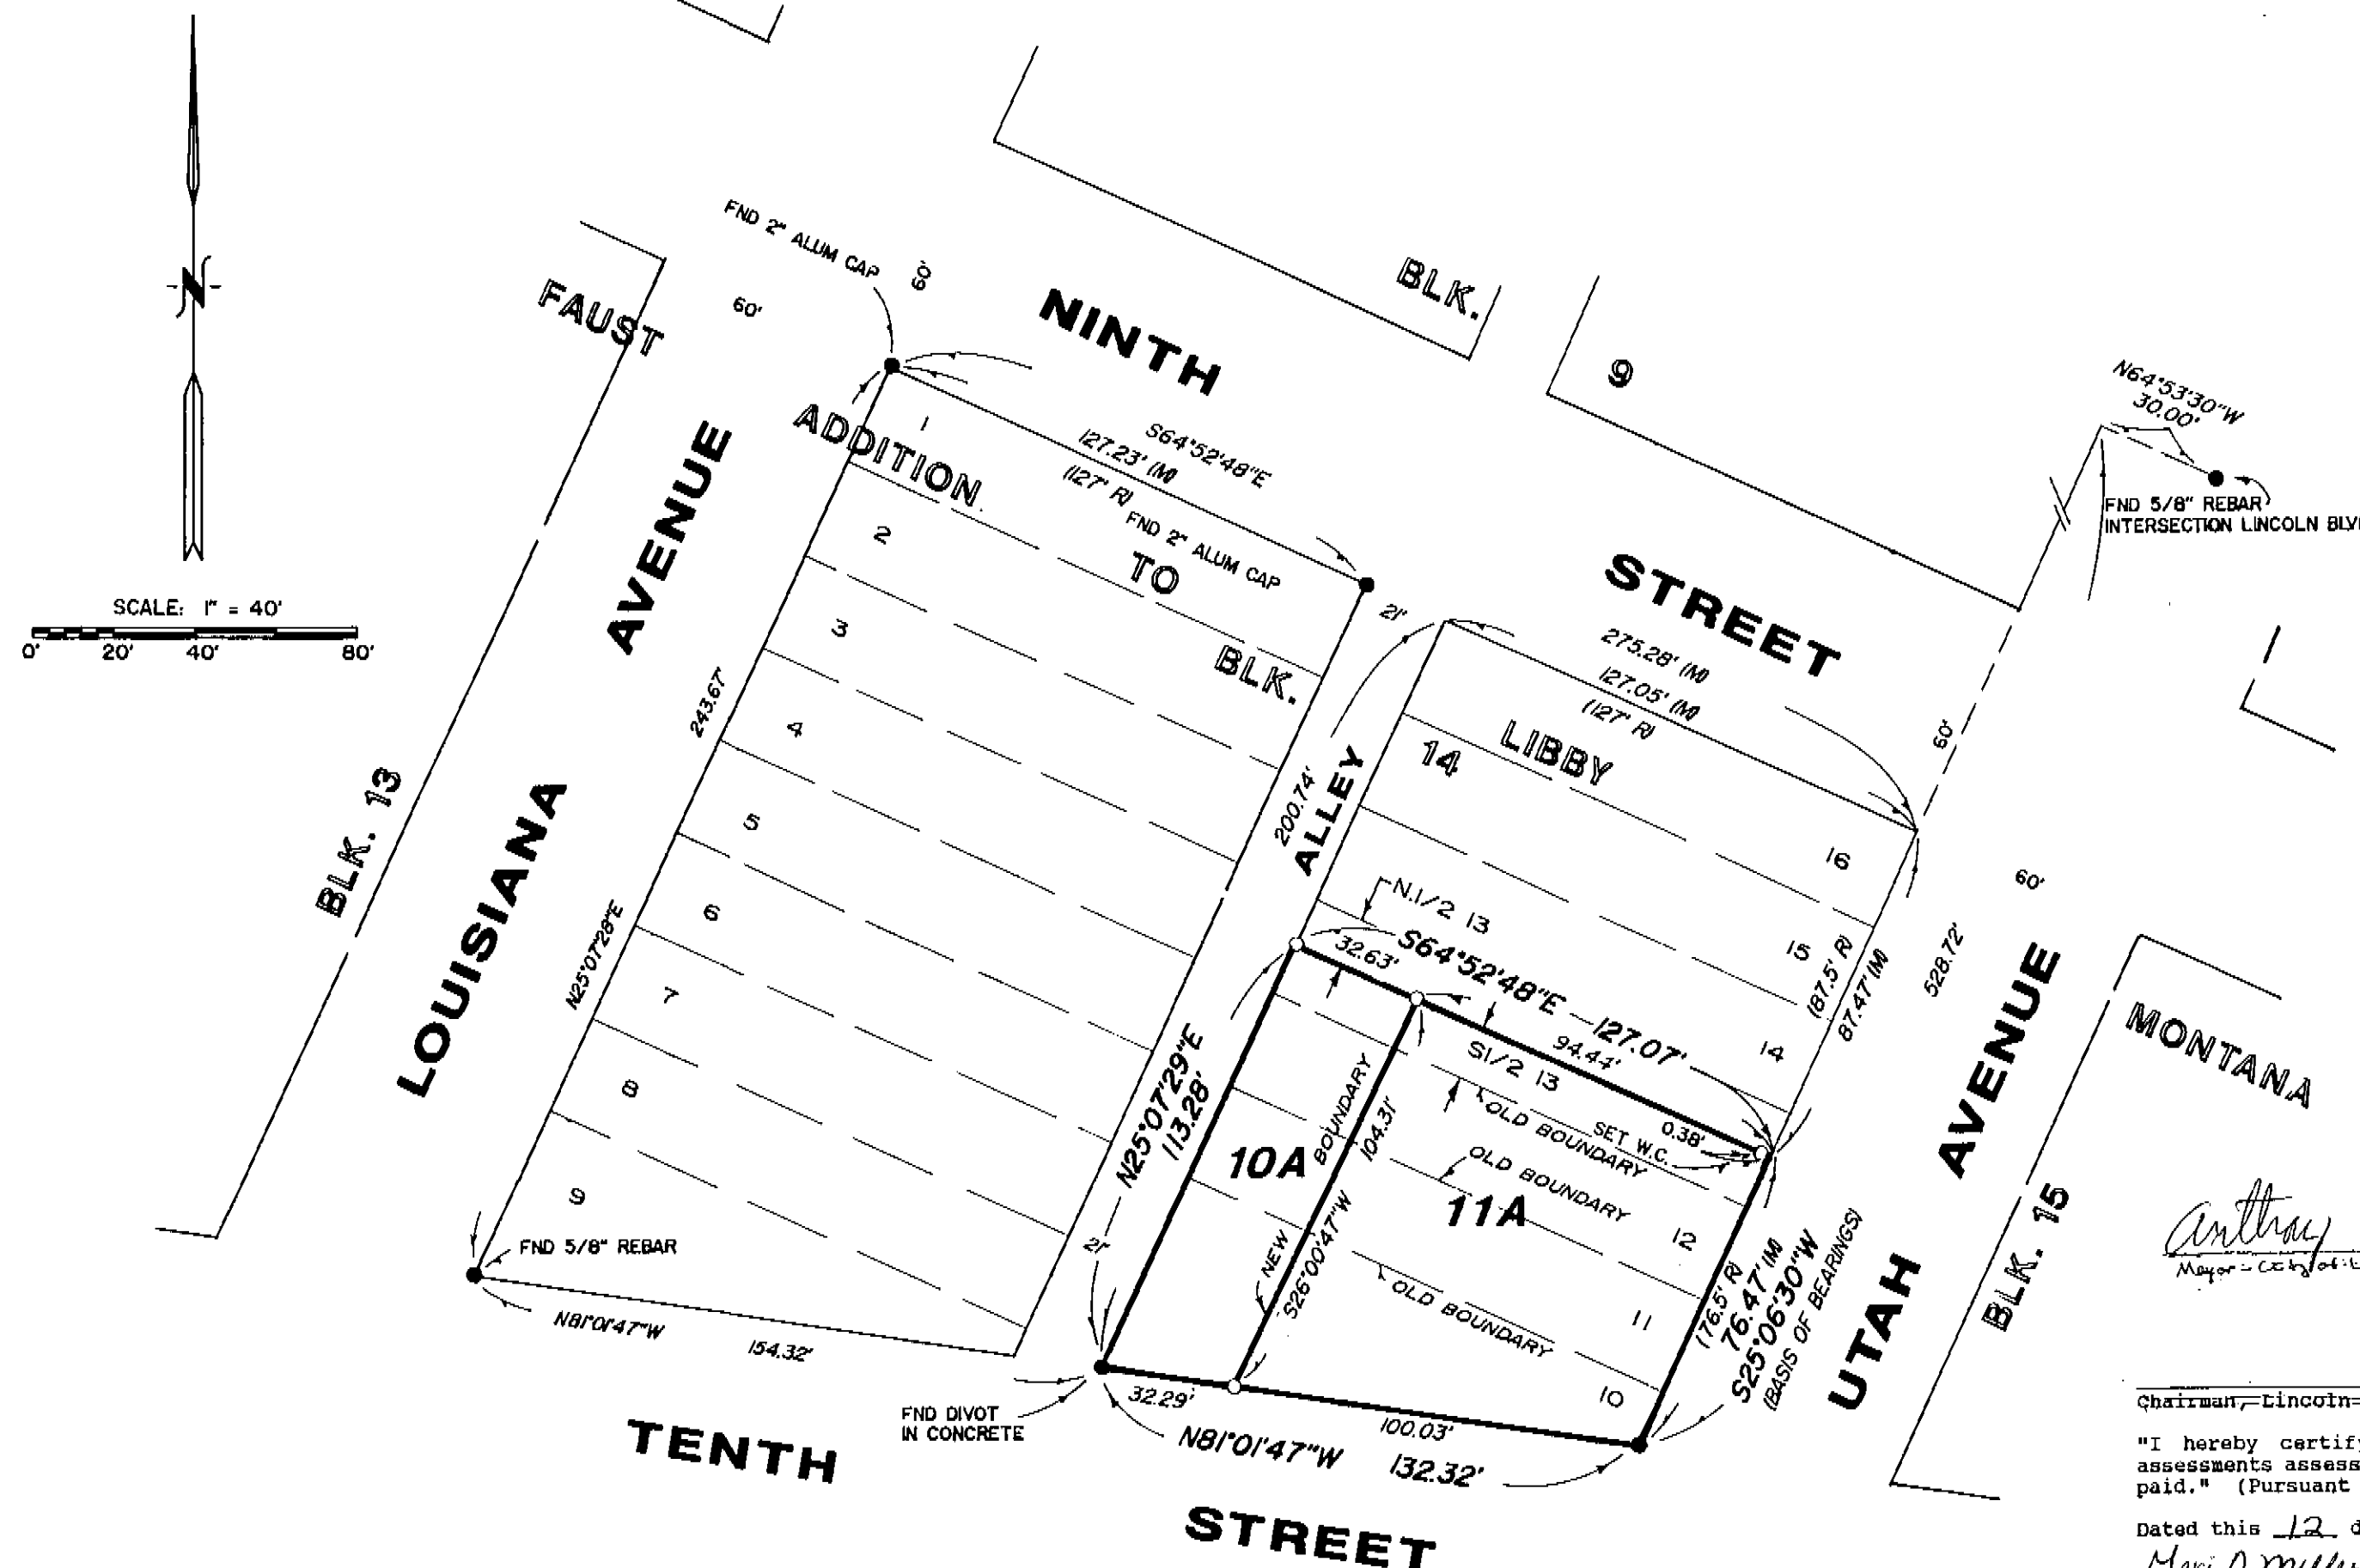 N
SCALE: 1" = 40'
0' 20' 40' 80'
FND 2" ALUM CAP
60'
60'
FAUST
ADDITION
TO
BLK.
14
LIBBY
NINTH
STREET
BLK.
9
N64°53'30"W
30.00'
FND 5/8" REBAR
INTERSECTION LINCOLN
S64°52'48"E
127.23' (M)
(127' R)
FND 2" ALUM CAP
21'
275.28' (M)
127.05' (M)
(127' R)
60'
60'
LOUISIANA
AVENUE
BLK. 13
243.67'
N25°07'28"E
1
2
3
4
5
6
7
8
9
FND 5/8" REBAR
N81°01'47"W
154.32'
ALLEY
200.74'
21'
16
15
14
N.1/2 13
S1/2 13
12
11
10
(87.5' R)
87.47' (M)
528.72'
32.63'
S64°52'48"E
127.07'
94.44'
0.38'
SET W.C.
OLD BOUNDARY
OLD BOUNDARY
OLD BOUNDARY
NEW BOUNDARY
104.31'
S26°00'47"W
10A
11A
N25°07'29"E
113.28'
(76.5' R)
76.47' (M)
S25°06'30"W
(BASIS OF BEARINGS)
FND DIVOT
IN CONCRETE
32.29'
100.03'
N81°01'47"W
132.32'
TENTH
STREET
UTAH
AVENUE
MONTANA
BLK. 15
Mayor
Chairman, Lincoln
"I hereby certify
assessments
paid." (Pursuant
Dated this 12